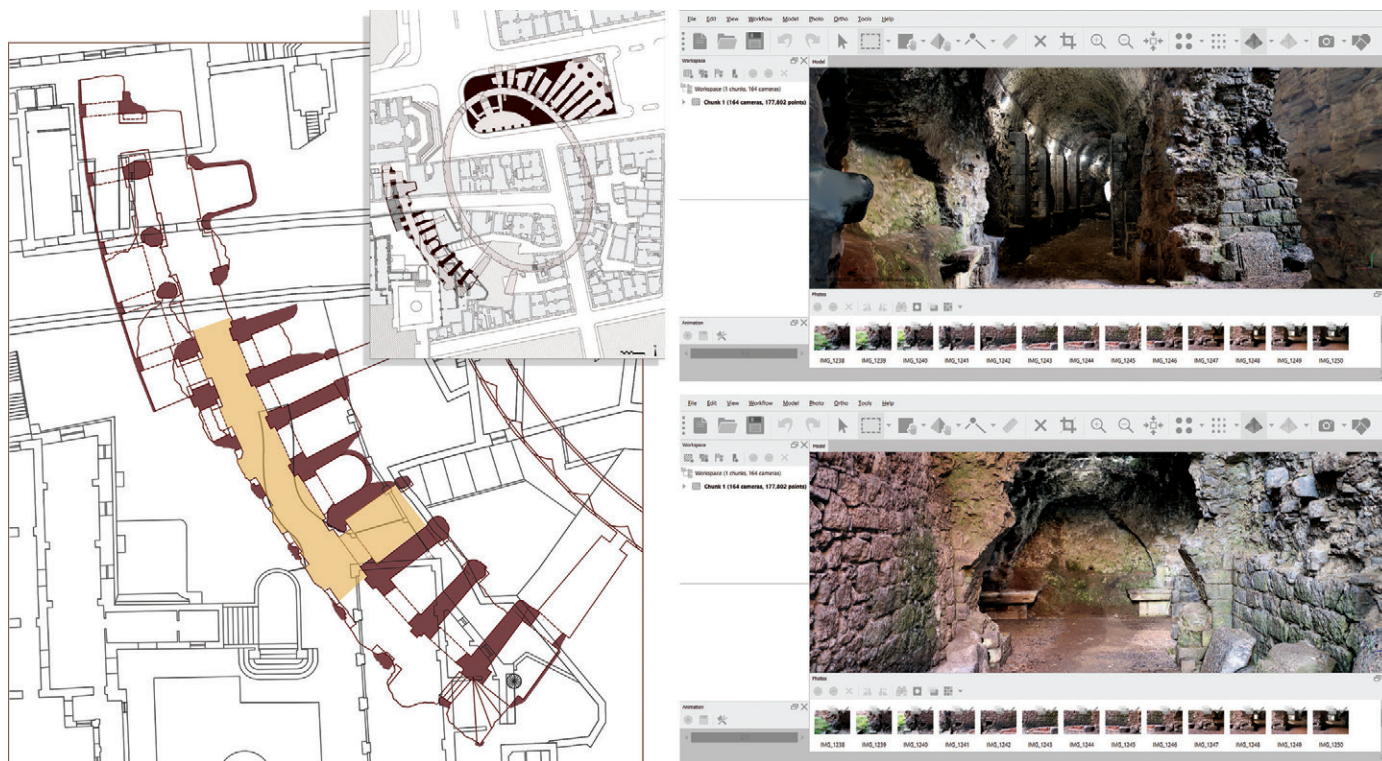 File Edit View Workflow Model Photo Ortho Tools Help
Workspace
Model
Workspace (1 chunks, 164 cameras)
Chunk 1 (164 cameras, 177,802 points)
Photos
Animation
IMG_1238 IMG_1239 IMG_1240 IMG_1241 IMG_1242 IMG_1243 IMG_1244 IMG_1245 IMG_1246 IMG_1247 IMG_1248 IMG_1249 IMG_1250
File Edit View Workflow Model Photo Ortho Tools Help
Workspace
Model
Workspace (1 chunks, 164 cameras)
Chunk 1 (164 cameras, 177,802 points)
Photos
Animation
IMG_1238 IMG_1239 IMG_1240 IMG_1241 IMG_1242 IMG_1243 IMG_1244 IMG_1245 IMG_1246 IMG_1247 IMG_1248 IMG_1249 IMG_1250